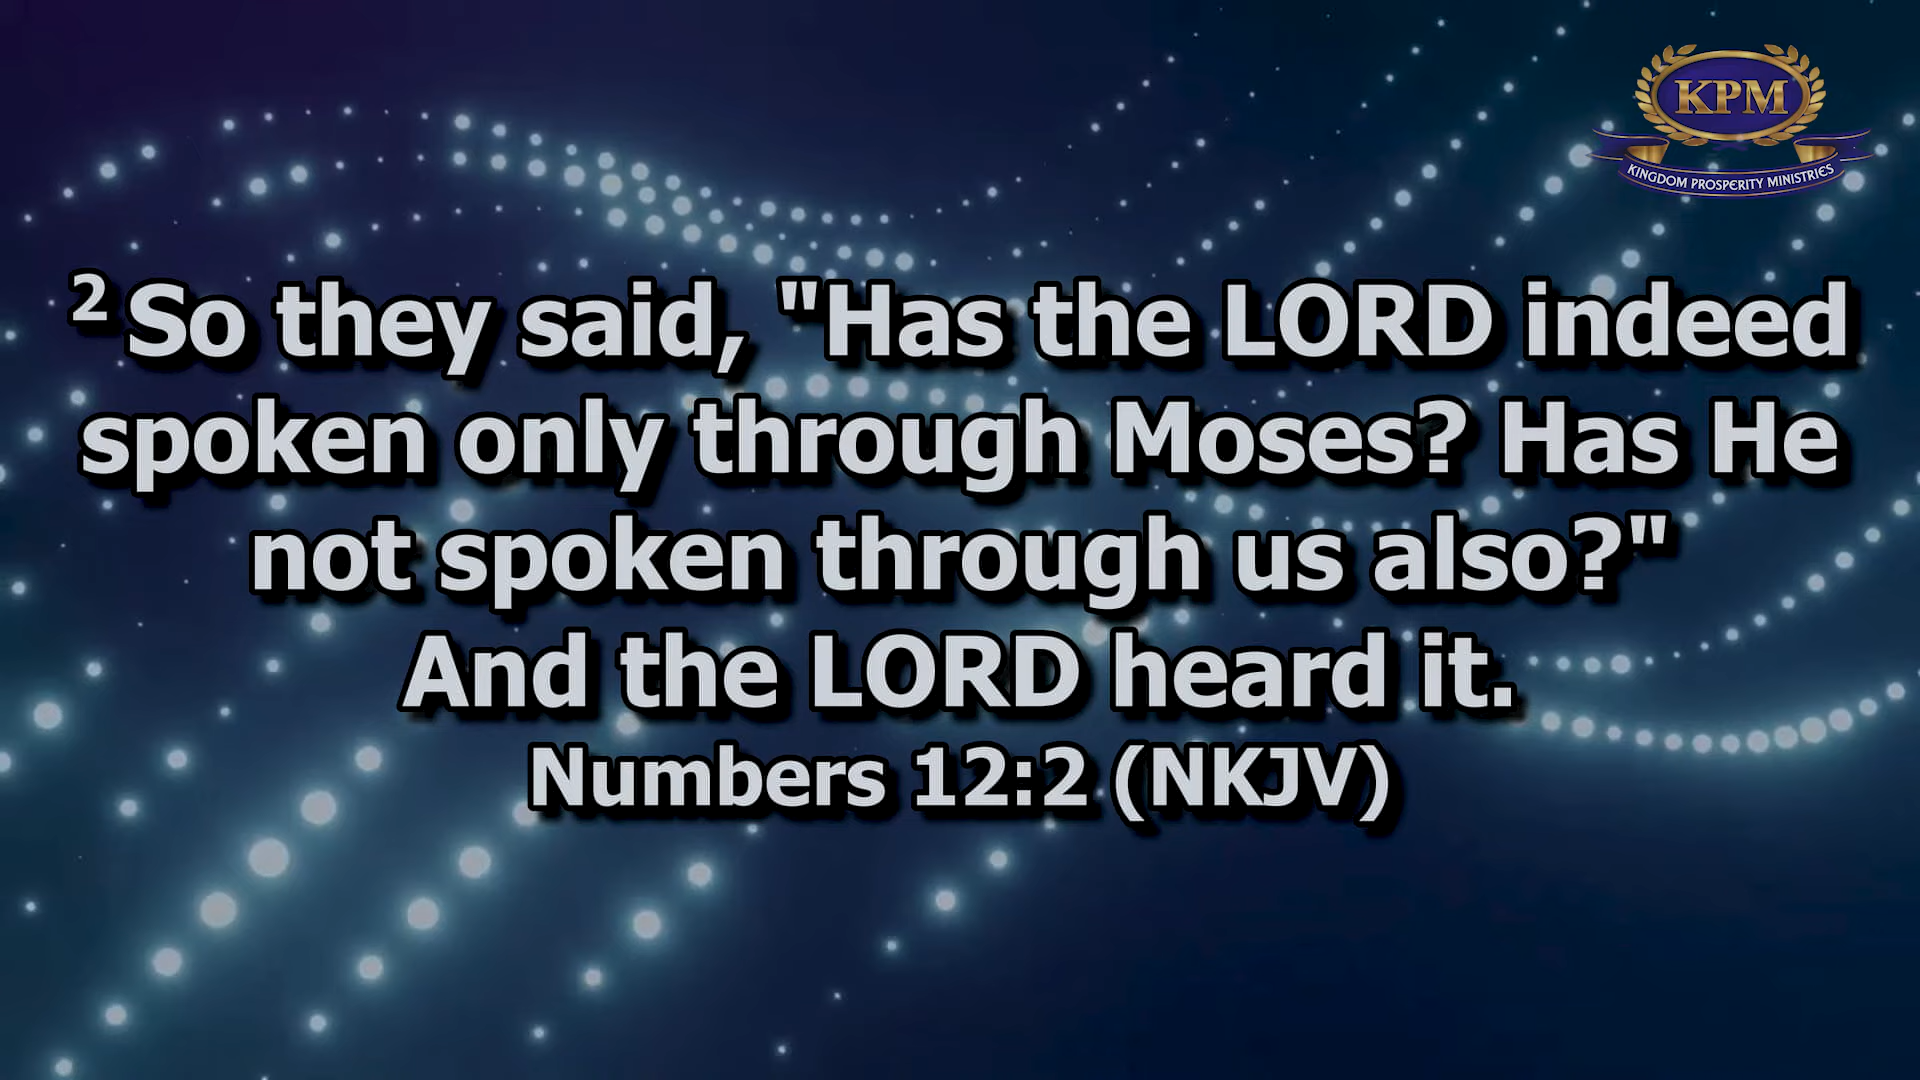 KPM
KINGDOM PROSPERITY MINISTRIES
2 So they said, "Has the LORD indeed
spoken only through Moses? Has He
not spoken through us also?"
And the LORD heard it.
Numbers 12:2 (NKJV)